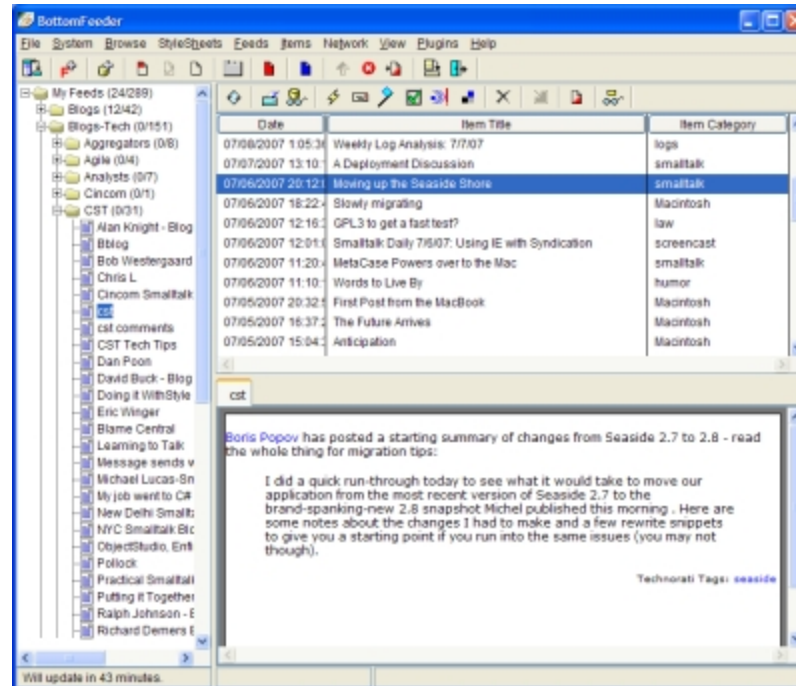 BottomFeeder
File System Browse StyleSheets Feeds Items Network View Plugins Help
My Feeds (24/289)
Blogs (12/42)
Blogs-Tech (0/151)
Aggregators (0/8)
Agile (0/4)
Analysts (0/7)
Cincom (0/1)
CST (0/31)
Alan Knight - Blog
Bblog
Bob Westergaard
Chris L
Cincom Smalltalk
cst
cst comments
CST Tech Tips
Dan Poon
David Buck - Blog
Doing it WithStyle
Eric Winger
Blame Central
Learning to Talk
Message sends
Michael Lucas-Sm
My job went to C#
New Delhi Smallta
NYC Smalltalk Blo
ObjectStudio, Enfi
Pollock
Practical Smalltalk
Putting it Together
Ralph Johnson -
Richard Demers
Will update in 43 minutes.
Date Item Title Item Category
07/08/2007 1:05:3 Weekly Log Analysis: 7/7/07 logs
07/07/2007 13:10: A Deployment Discussion smalltalk
07/06/2007 20:12: Moving up the Seaside Shore smalltalk
07/06/2007 18:22: Slowly migrating Macintosh
07/06/2007 12:16: GPL3 to get a fast test? law
07/06/2007 12:01: Smalltalk Daily 7/6/07: Using IE with Syndication screencast
07/06/2007 11:20: MetaCase Powers over to the Mac smalltalk
07/06/2007 11:10: Words to Live By humor
07/05/2007 20:32: First Post from the MacBook Macintosh
07/05/2007 16:37: The Future Arrives Macintosh
07/05/2007 15:04: Anticipation Macintosh
cst
Boris Popov has posted a starting summary of changes from Seaside 2.7 to 2.8 - read
the whole thing for migration tips:
I did a quick run-through today to see what it would take to move our
application from the most recent version of Seaside 2.7 to the
brand-spanking-new 2.8 snapshot Michel published this morning . Here are
some notes about the changes I had to make and a few rewrite snippets
to give you a starting point if you run into the same issues (you may not
though).
Technorati Tags: seaside